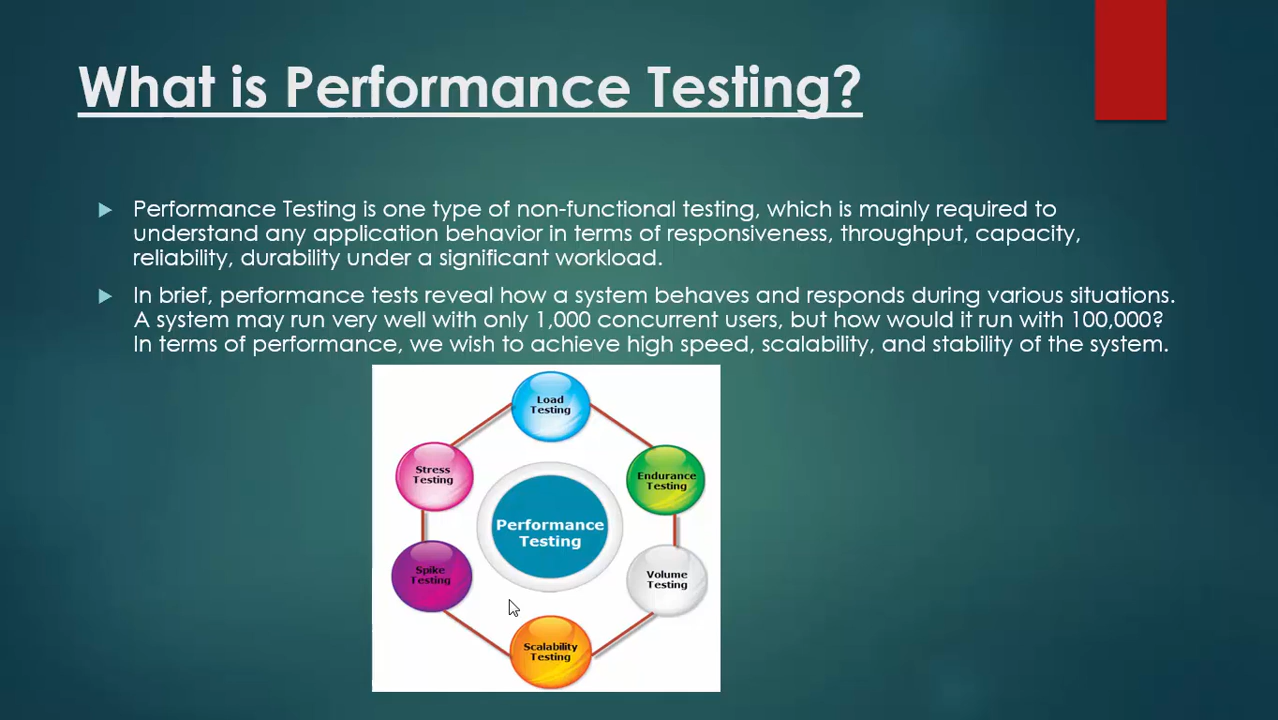 What is Performance Testing?
Performance Testing is one type of non-functional testing, which is mainly required to
understand any application behavior in terms of responsiveness, throughput, capacity,
reliability, durability under a significant workload.
In brief, performance tests reveal how a system behaves and responds during various situations.
A system may run very well with only 1,000 concurrent users, but how would it run with 100,000?
In terms of performance, we wish to achieve high speed, scalability, and stability of the system.
Load
Testing
Stress
Testing
Endurance
Testing
Performance
Testing
Spike
Testing
Volume
Testing
Scalability
Testing